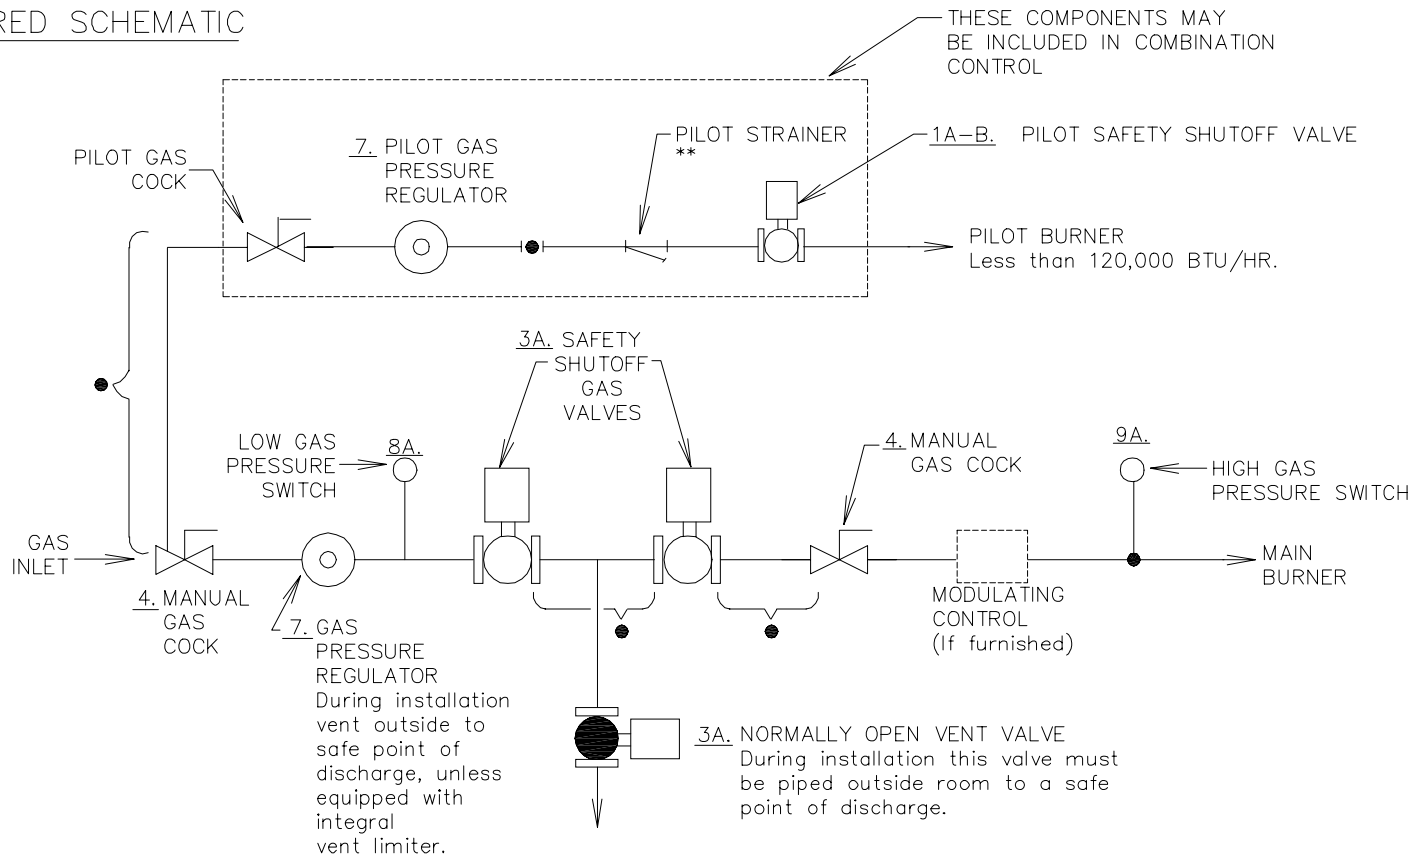 RED SCHEMATIC
THESE COMPONENTS MAY
BE INCLUDED IN COMBINATION
CONTROL
PILOT GAS
COCK
7. PILOT GAS
PRESSURE
REGULATOR
PILOT STRAINER
**
1A-B. PILOT SAFETY SHUTOFF VALVE
PILOT BURNER
Less than 120,000 BTU/HR.
3A. SAFETY
SHUTOFF
GAS
VALVES
LOW GAS
PRESSURE
SWITCH
8A.
4. MANUAL
GAS COCK
9A.
HIGH GAS
PRESSURE SWITCH
GAS
INLET
MAIN
BURNER
4. MANUAL
GAS
COCK
7. GAS
PRESSURE
REGULATOR
During installation
vent outside to
safe point of
discharge, unless
equipped with
integral
vent limiter.
MODULATING
CONTROL
(If furnished)
3A. NORMALLY OPEN VENT VALVE
During installation this valve must
be piped outside room to a safe
point of discharge.